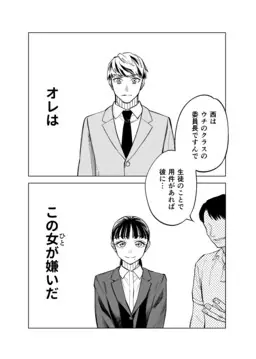 西は
ウチのクラスの
委員長ですんで
生徒のことで
用件があれば
彼に…
オレは
この女が嫌いだ
ひと